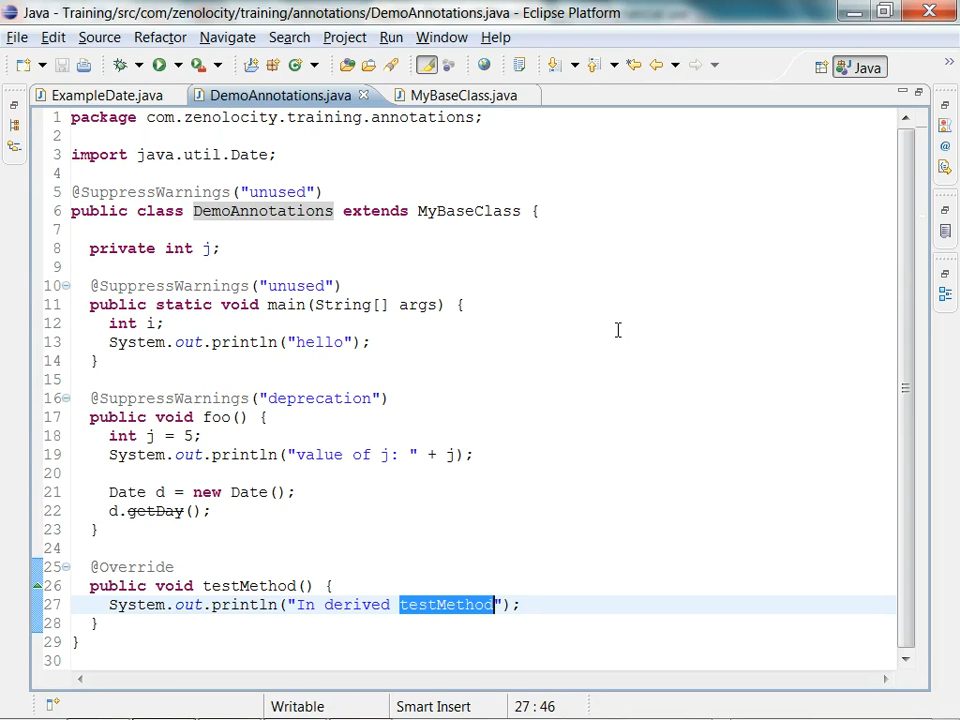 Java - Training/src/com/zenolocity/training/annotations/DemoAnnotations.java - Eclipse Platform
File Edit Source Refactor Navigate Search Project Run Window Help
Java
ExampleDate.java DemoAnnotations.java MyBaseClass.java
1 package com.zenolocity.training.annotations;
2
3 import java.util.Date;
4
5 @SuppressWarnings("unused")
6 public class DemoAnnotations extends MyBaseClass {
7
8 private int j;
9
10 @SuppressWarnings("unused")
11 public static void main(String[] args) {
12 int i;
13 System.out.println("hello");
14 }
15
16 @SuppressWarnings("deprecation")
17 public void foo() {
18 int j = 5;
19 System.out.println("value of j: " + j);
20
21 Date d = new Date();
22 d.getDay();
23 }
24
25 @Override
26 public void testMethod() {
27 System.out.println("In derived testMethod");
28 }
29 }
30
Writable Smart Insert 27 : 46